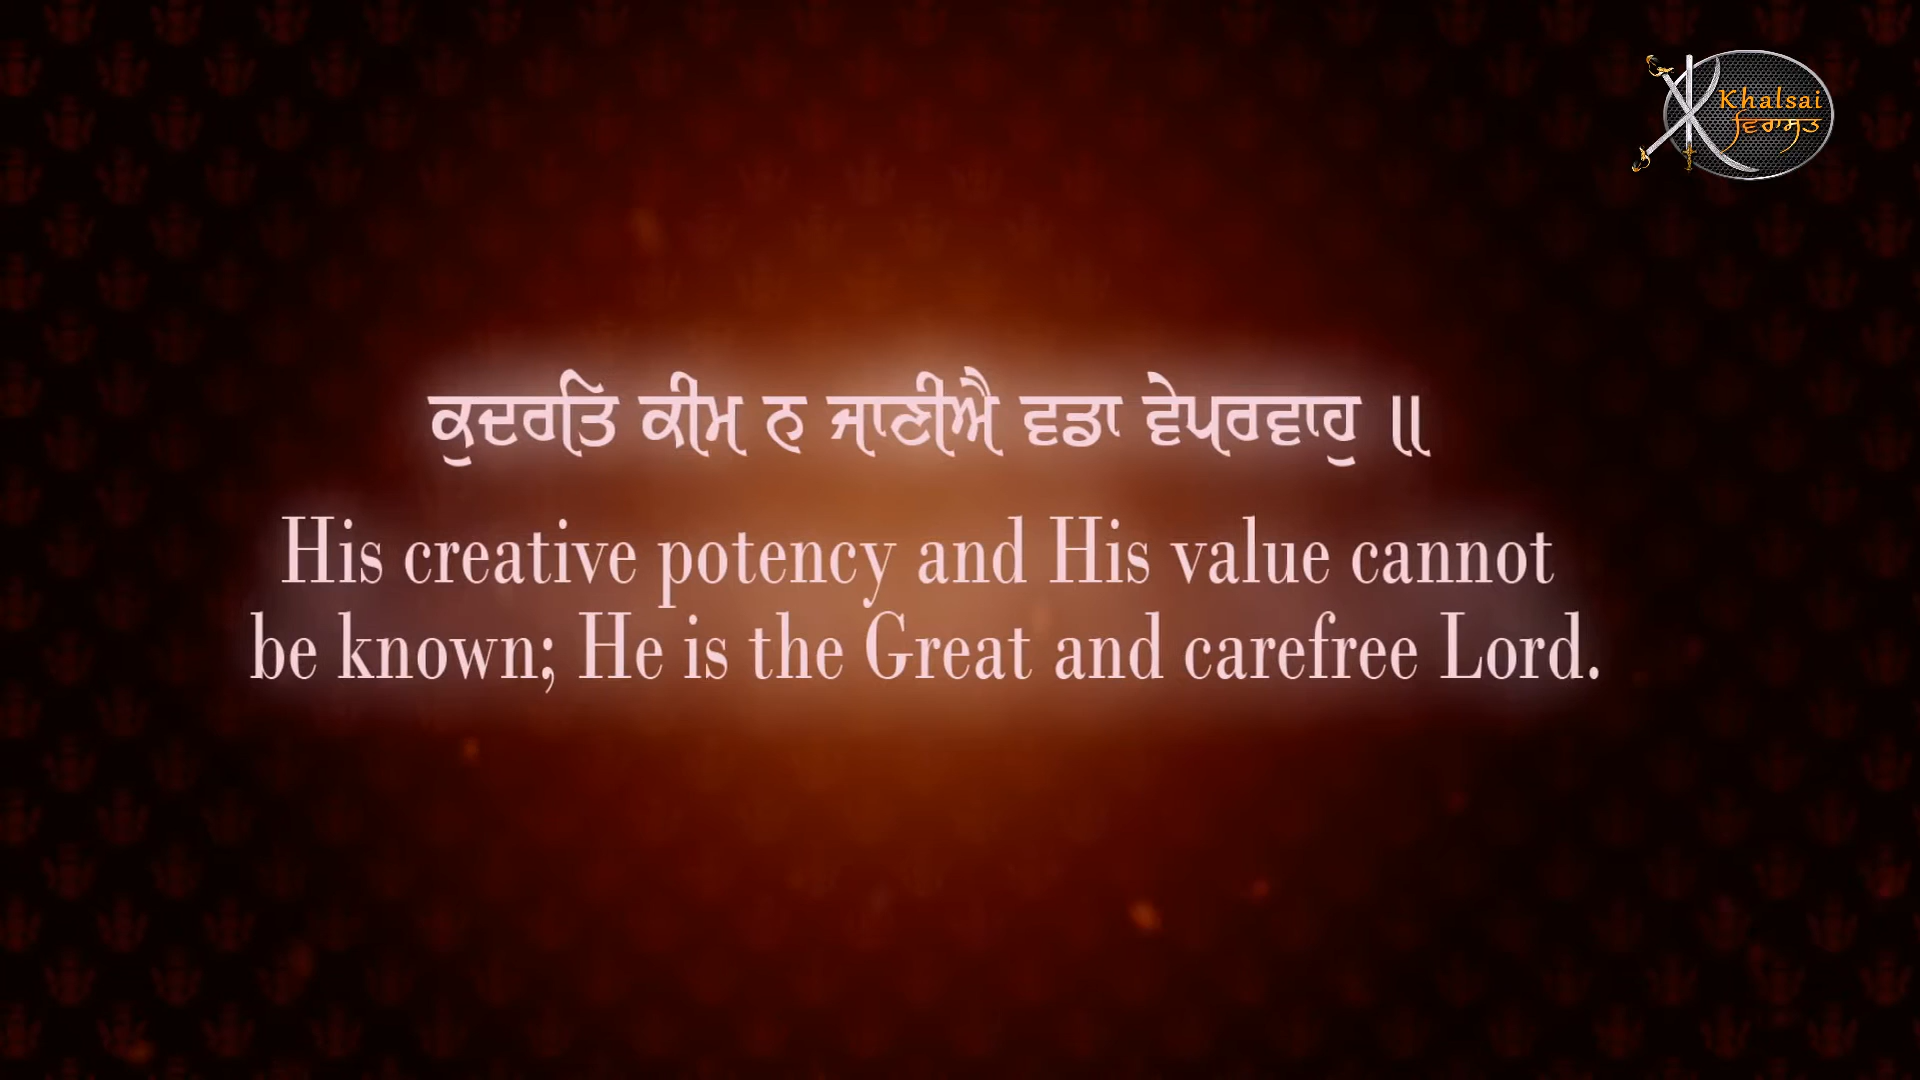 Khalsai
ਵਿਰਾਸਤ
ਕੁਦਰਤਿ ਕੀਮ ਨ ਜਾਣੀਐ ਵਡਾ ਵੇਪਰਵਾਹੁ ॥
His creative potency and His value cannot
be known; He is the Great and carefree Lord.